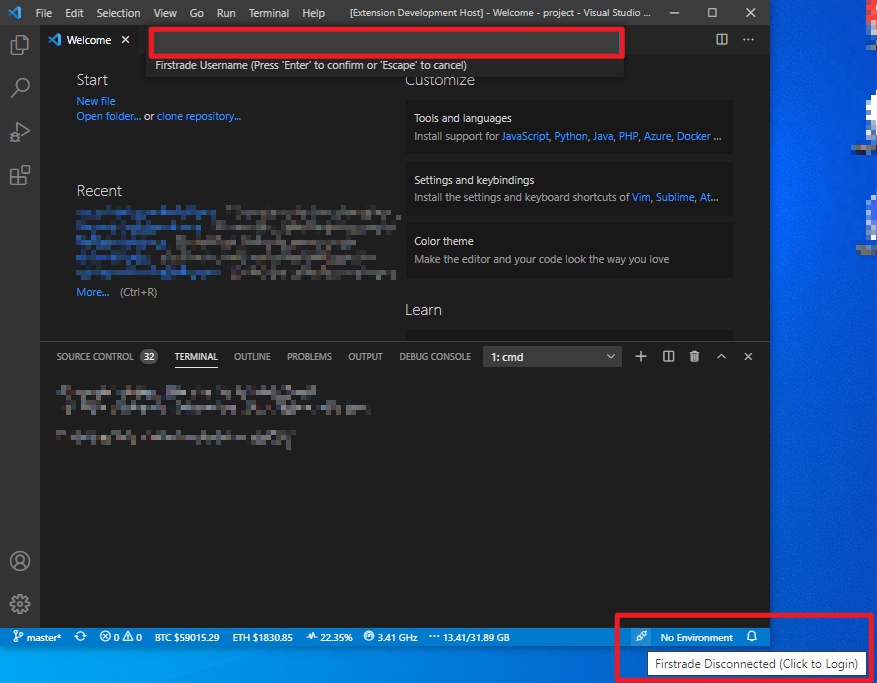 File Edit Selection View Go Run Terminal Help [Extension Development Host] - Welcome - project - Visual Studio ...
Welcome
Firstrade Username (Press 'Enter' to confirm or 'Escape' to cancel)
Start
New file
Open folder... or clone repository...
Recent
More... (Ctrl+R)
Customize
Tools and languages
Install support for JavaScript, Python, Java, PHP, Azure, Docker ...
Settings and keybindings
Install the settings and keyboard shortcuts of Vim, Sublime, At...
Color theme
Make the editor and your code look the way you love
Learn
SOURCE CONTROL 32 TERMINAL OUTLINE PROBLEMS OUTPUT DEBUG CONSOLE 1: cmd
master* 0 0 BTC $59015.29 ETH $1830.85 22.35% 3.41 GHz 13.41/31.89 GB No Environment
Firstrade Disconnected (Click to Login)